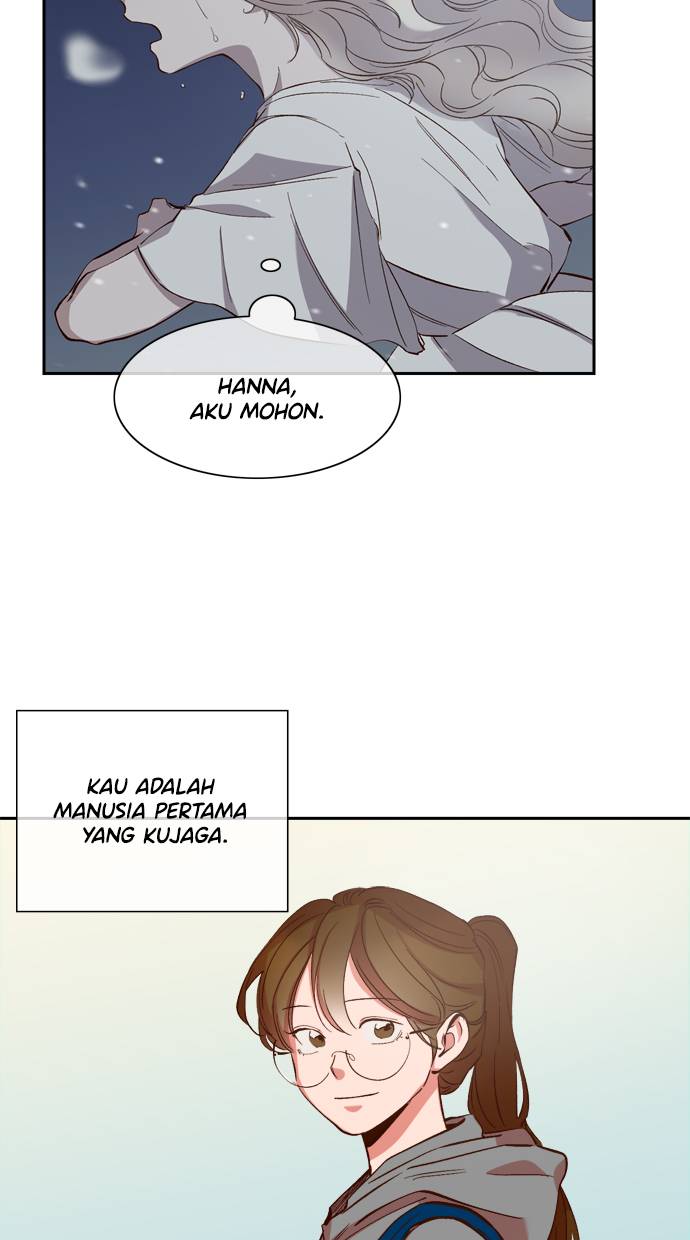 HANNA,
AKU MOHON.
KAU ADALAH
MANUSIA PERTAMA
YANG KUJAGA.